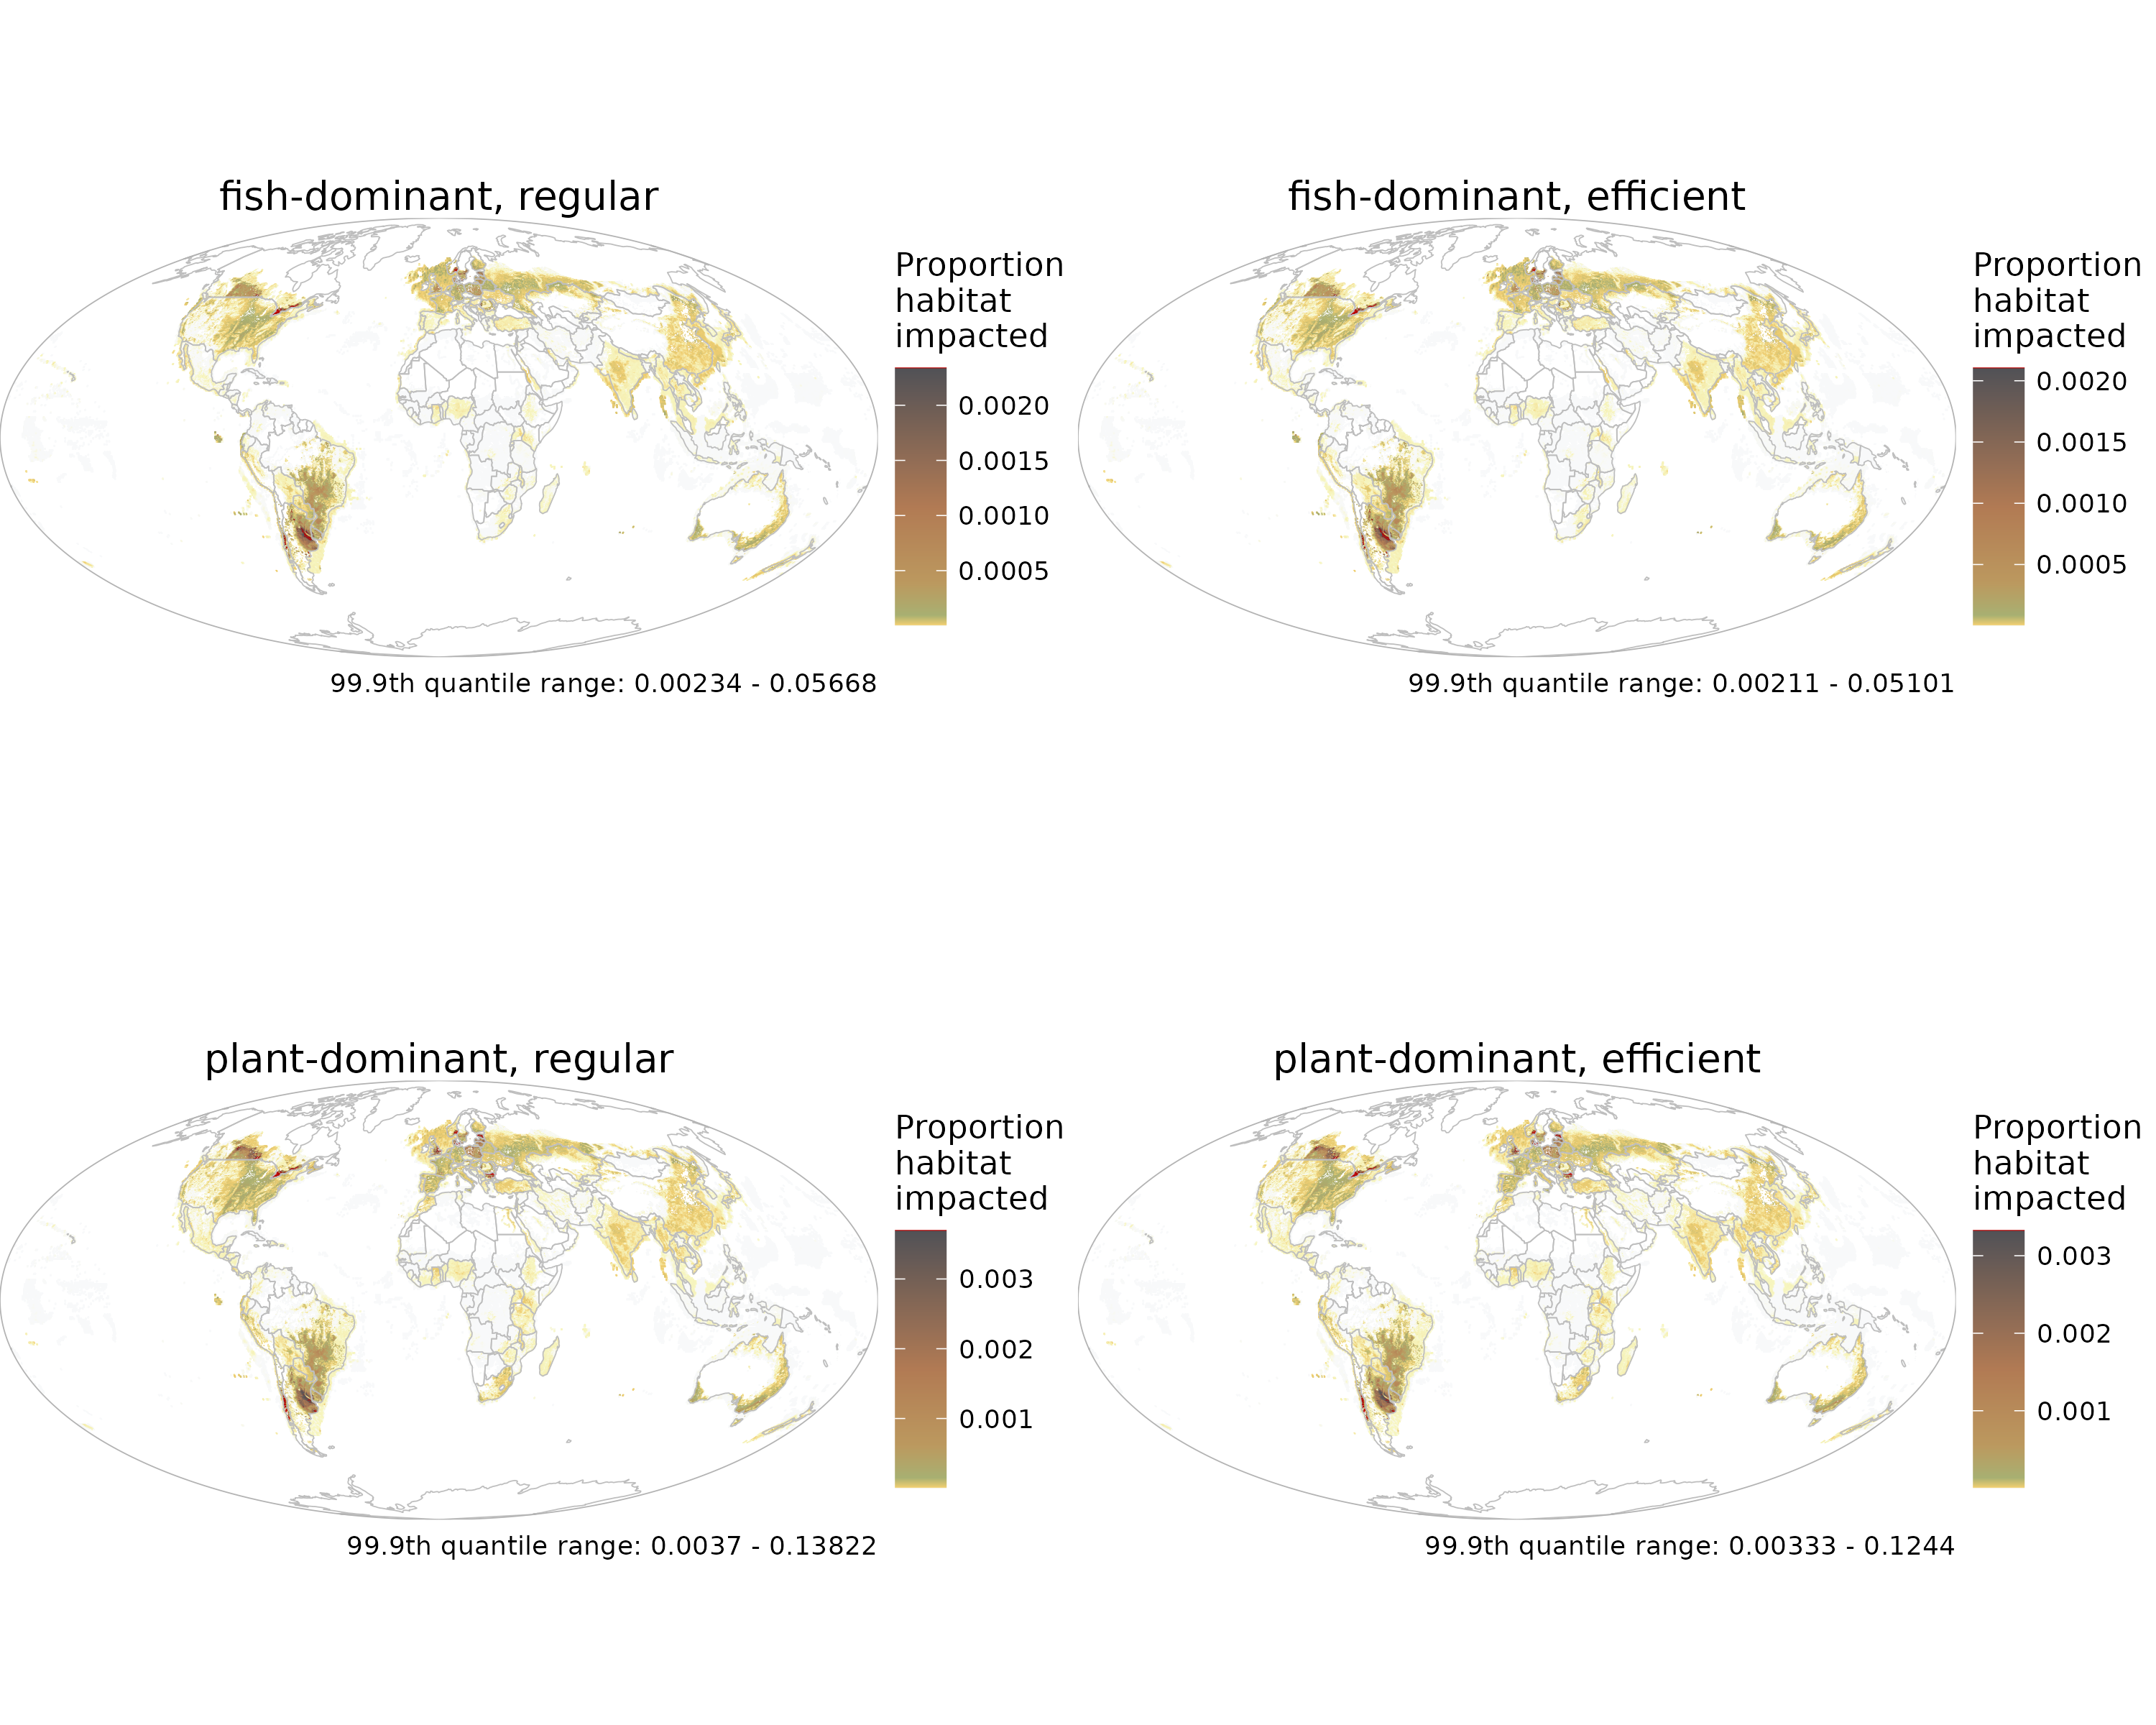 fish-dominant, regular
Proportion
habitat
impacted
0.0020
0.0015
0.0010
0.0005
99.9th quantile range: 0.00234 - 0.05668
fish-dominant, efficient
Proportion
habitat
impacted
0.0020
0.0015
0.0010
0.0005
99.9th quantile range: 0.00211 - 0.05101
plant-dominant, regular
Proportion
habitat
impacted
0.003
0.002
0.001
99.9th quantile range: 0.0037 - 0.13822
plant-dominant, efficient
Proportion
habitat
impacted
0.003
0.002
0.001
99.9th quantile range: 0.00333 - 0.1244